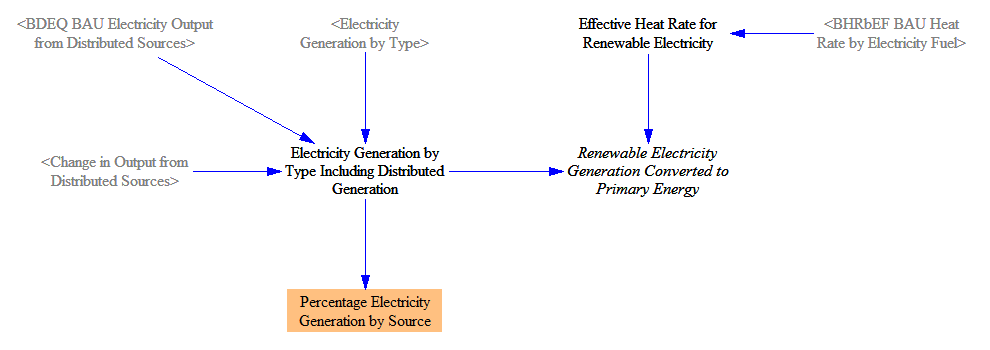 <BDEQ BAU Electricity Output
from Distributed Sources>
<Electricity
Generation by Type>
Effective Heat Rate for
Renewable Electricity
<BHRbEF BAU Heat
Rate by Electricity Fuel>
<Change in Output from
Distributed Sources>
Electricity Generation by
Type Including Distributed
Generation
Renewable Electricity
Generation Converted to
Primary Energy
Percentage Electricity
Generation by Source